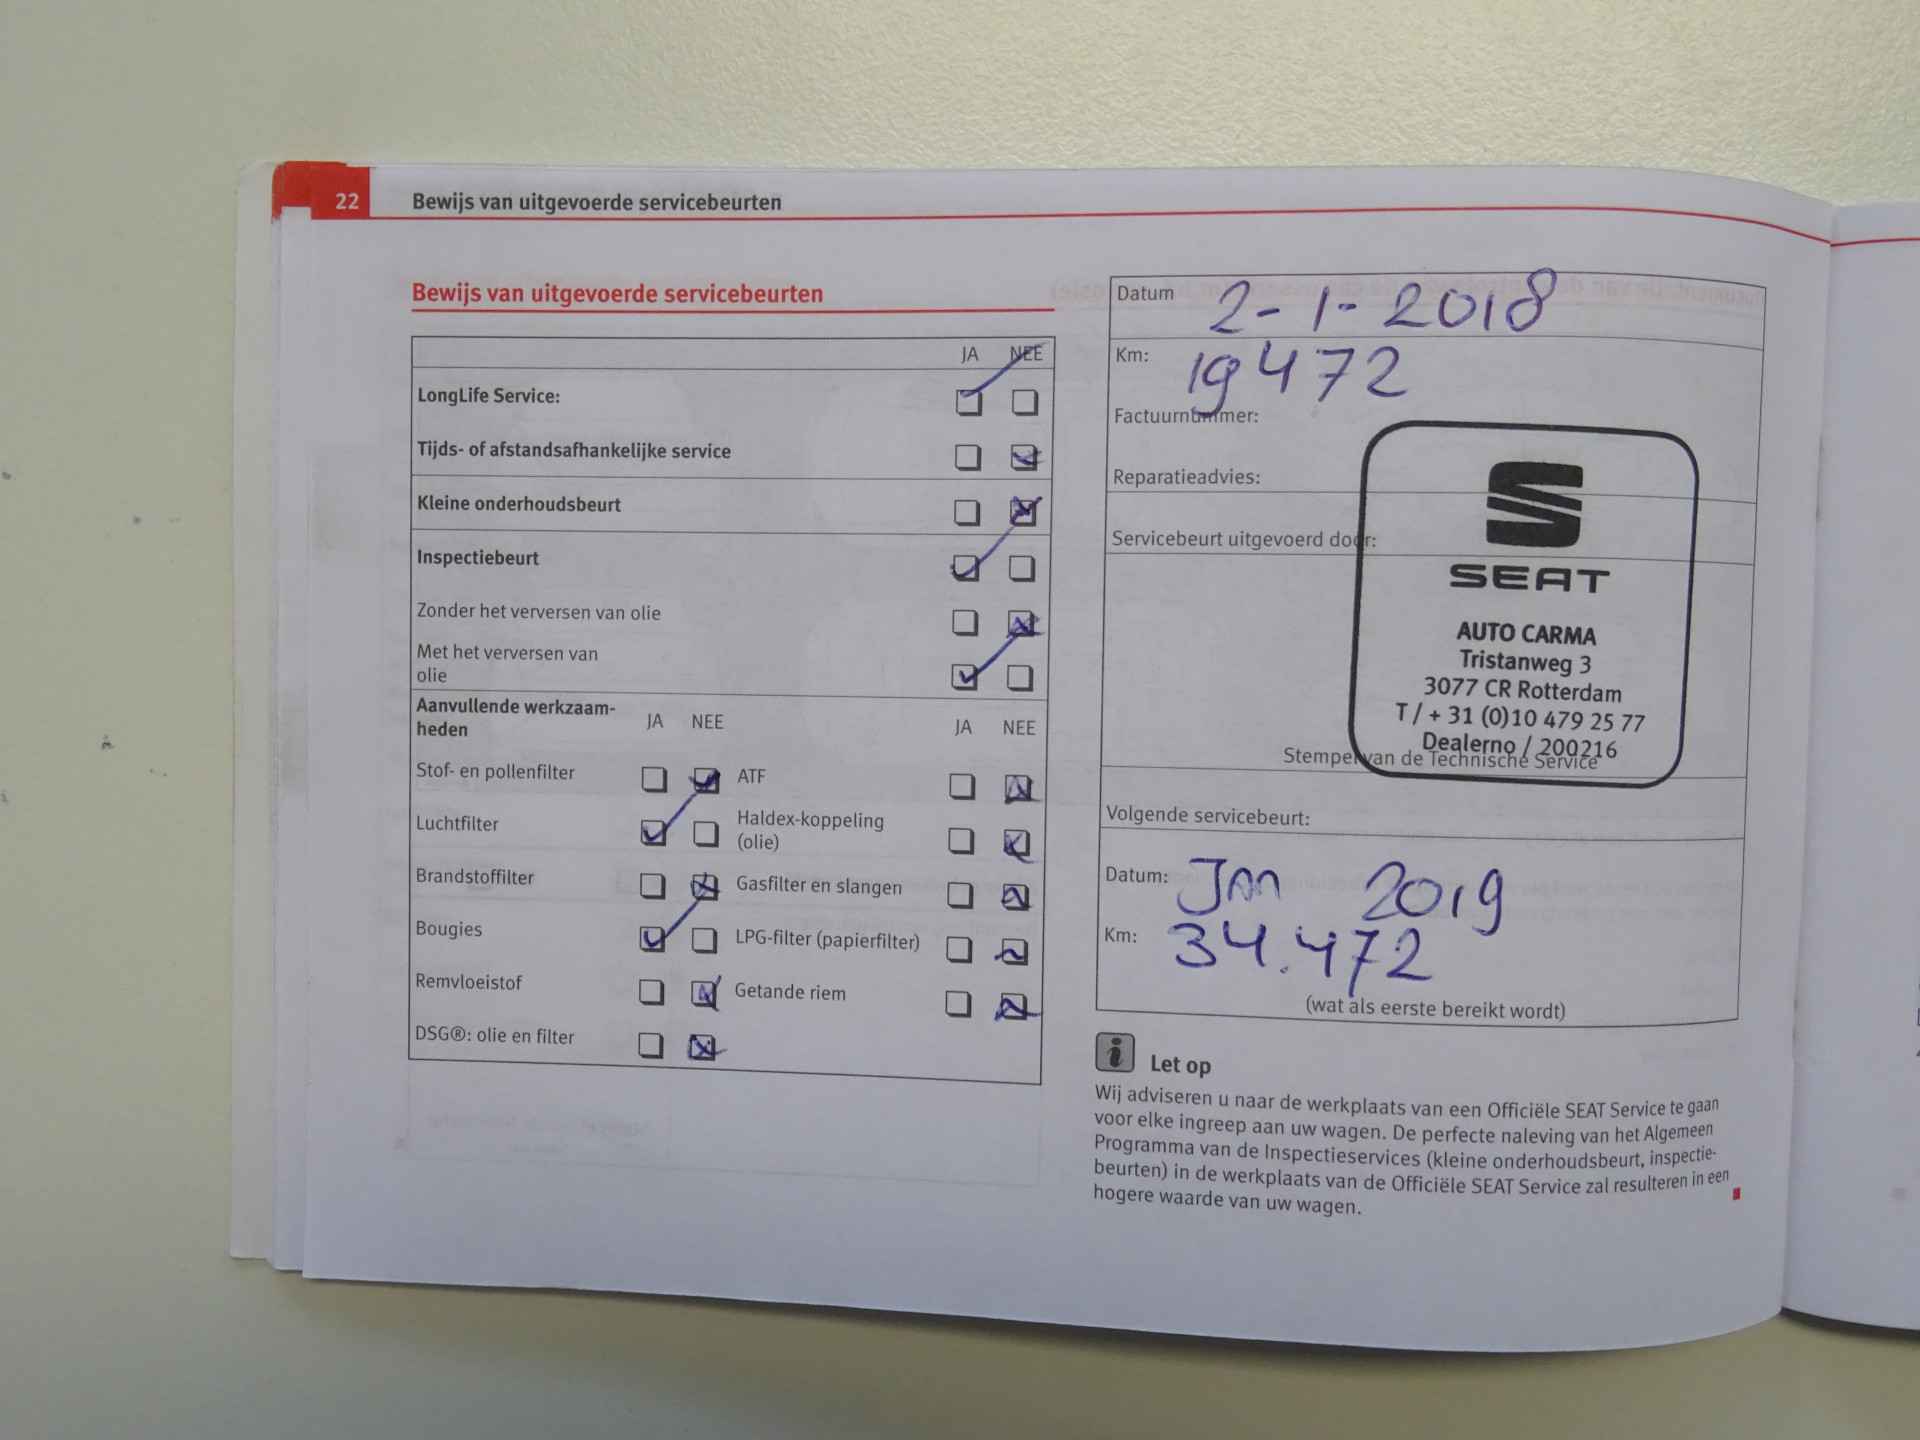 22 Bewijs van uitgevoerde servicebeurten
Bewijs van uitgevoerde servicebeurten
JA NEE
LongLife Service:
Tijds- of afstandsafhankelijke service
Kleine onderhoudsbeurt
Inspectiebeurt
Zonder het verversen van olie
Met het verversen van
olie
Aanvullende werkzaam-
heden
JA NEE
JA NEE
Stof- en pollenfilter
ATF
Luchtfilter
Haldex-koppeling
(olie)
Brandstoffilter
Gasfilter en slangen
Bougies
LPG-filter (papierfilter)
Remvloeistof
Getande riem
DSG®: olie en filter
Datum 2-1-2018
Km: 19472
Factuurnummer:
Reparatieadvies:
Servicebeurt uitgevoerd door:
SEAT
AUTO CARMA
Tristanweg 3
3077 CR Rotterdam
T / + 31 (0)10 479 25 77
Dealerno / 200216
Stempel van de Technische Service
Volgende servicebeurt:
Datum: Jan 2019
Km: 34.472
(wat als eerste bereikt wordt)
Let op
Wij adviseren u naar de werkplaats van een Officiële SEAT Service te gaan
voor elke ingreep aan uw wagen. De perfecte naleving van het Algemeen
Programma van de Inspectieservices (kleine onderhoudsbeurt, inspectie-
beurten) in de werkplaats van de Officiële SEAT Service zal resulteren in een
hogere waarde van uw wagen.